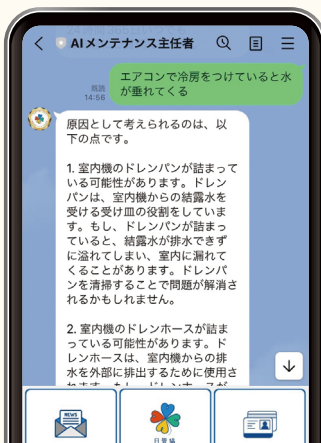 AIメンテナンス主任者
エアコンで冷房をつけていると水
が垂れてくる
既読
14:56
原因として考えられるのは、以
下の点です。
1. 室内機のドレンパンが詰まって
いる可能性があります。ドレン
パンは、室内機からの結露水を
受ける受け皿の役割をしていま
す。もし、ドレンパンが詰まっ
ていると、結露水が排水できず
に溢れてしまい、室内に漏れて
くることがあります。ドレンパ
ンを清掃することで問題が解消さ
れるかもしれません。
2. 室内機のドレンホースが詰ま
っている可能性があります。ド
レンホースは、室内機からの排
水を外部に排出するために使用さ
NEWS
日管協